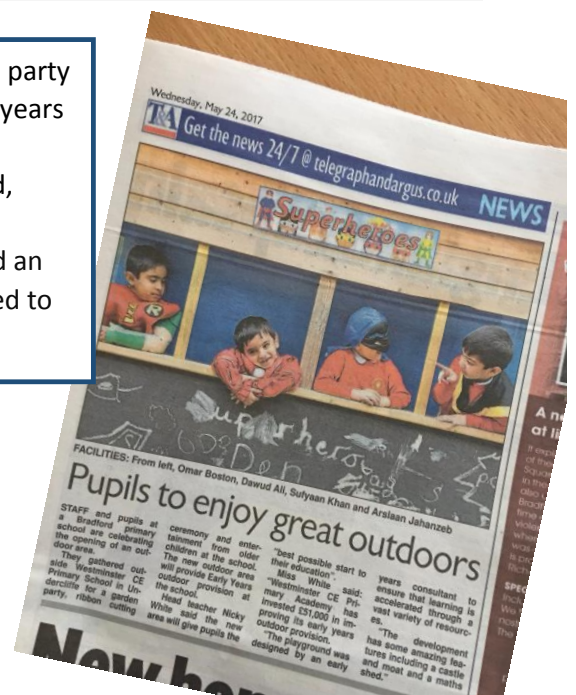 party
years
d,
d an
ed to
Wednesday, May 24, 2017
T&A Get the news 24/7 @ telegraphandargus.co.uk NEWS
Superheroes
Superheroes
Den
FACILITIES: From left, Omar Boston, Dawud Ali, Sufyaan Khan and Arslaan Jahanzeb
Pupils to enjoy great outdoors
STAFF and pupils at
a Bradford primary
school are celebrating
the opening of an out-
door area.
They gathered out-
side Westminster CE
Primary School in Un-
dercliffe for a garden
party, ribbon cutting
ceremony and enter-
tainment from older
children at the school.
The new outdoor area
will provide Early Years
outdoor provision at
the school.
Head teacher Nicky
White said the new
area will give pupils the
"best possible start to
their education".
Miss White said:
"Westminster CE Pri-
mary Academy has
invested £51,000 in im-
proving its early years
outdoor provision.
"The playground was
designed by an early
years consultant to
ensure that learning is
accelerated through a
vast variety of resourc-
es.
"The development
has some amazing fea-
tures including a castle
and moat and a maths
shed."
A ne
at li
SPEC